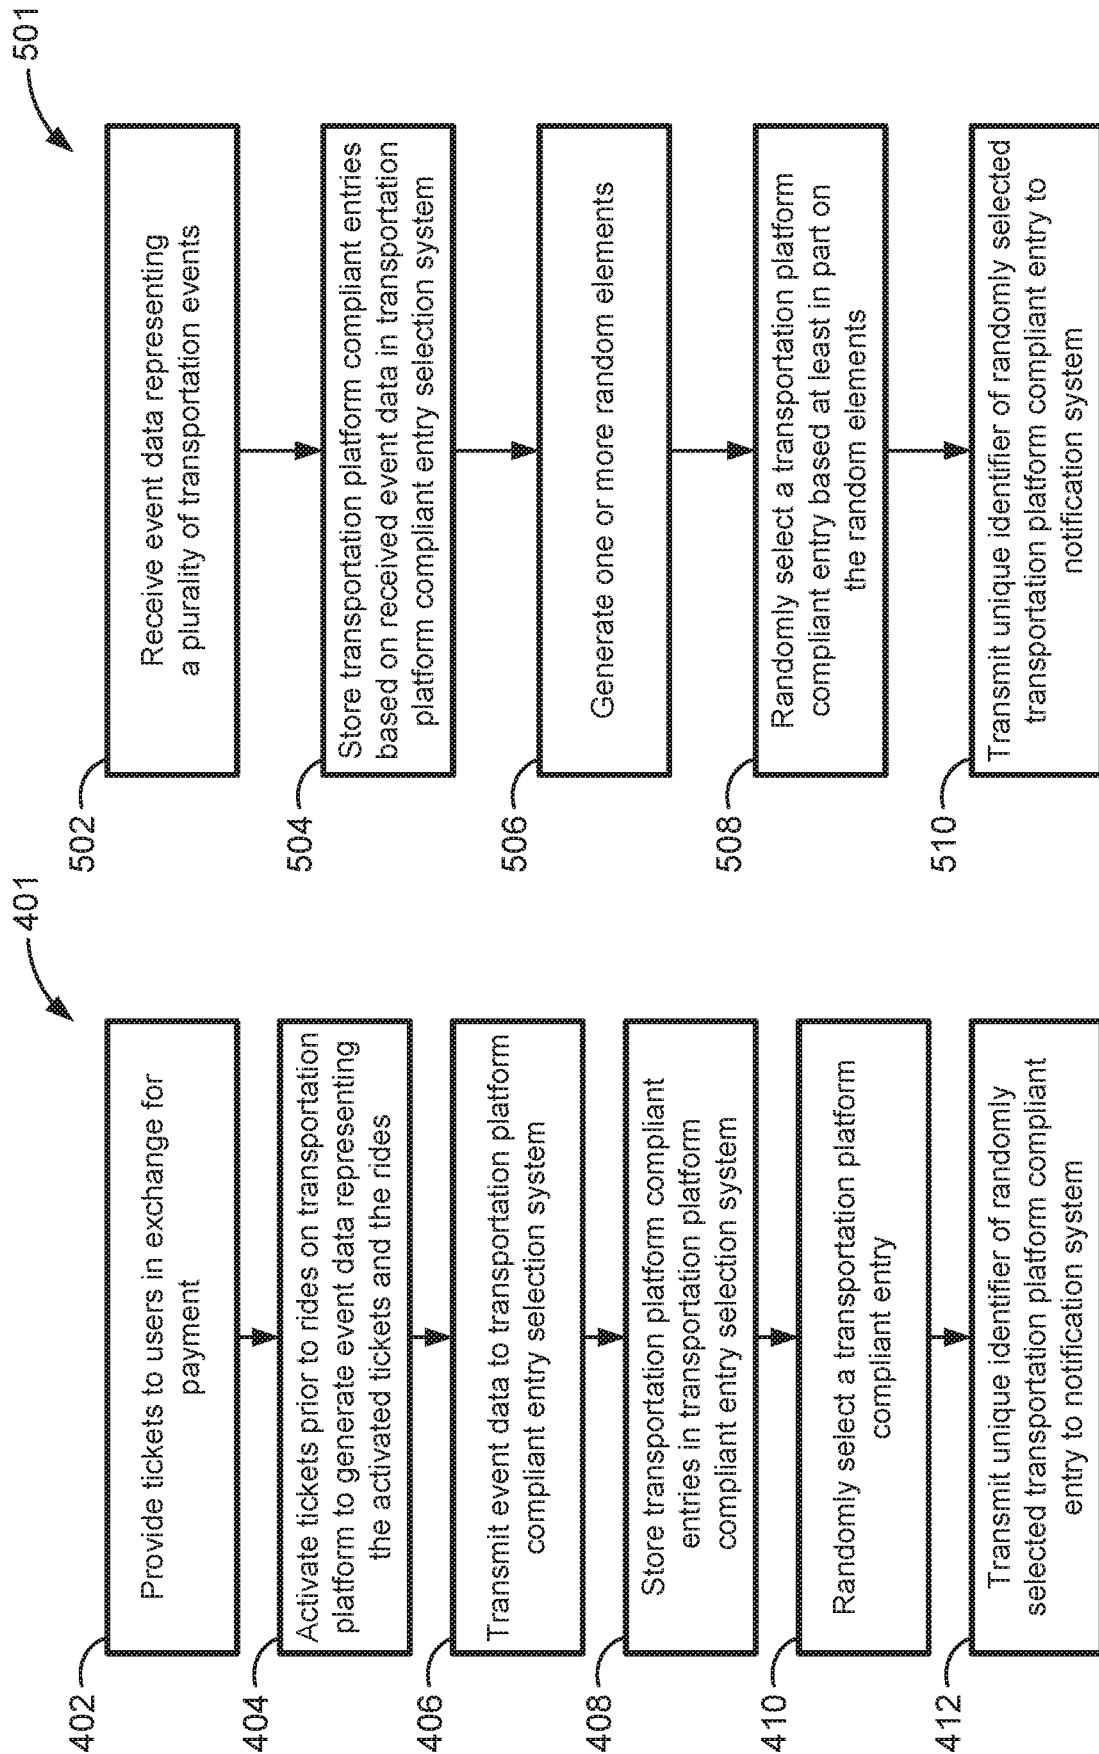 401
402
Provide tickets to users in exchange for
payment
404
Activate tickets prior to rides on transportation
platform to generate event data representing
the activated tickets and the rides
406
Transmit event data to transportation platform
compliant entry selection system
408
Store transportation platform compliant
entries in transportation platform
compliant entry selection system
410
Randomly select a transportation platform
compliant entry
412
Transmit unique identifier of randomly
selected transportation platform compliant
entry to notification system
501
502
Receive event data representing
a plurality of transportation events
504
Store transportation platform compliant entries
based on received event data in transportation
platform compliant entry selection system
506
Generate one or more random elements
508
Randomly select a transportation platform
compliant entry based at least in part on
the random elements
510
Transmit unique identifier of randomly selected
transportation platform compliant entry to
notification system